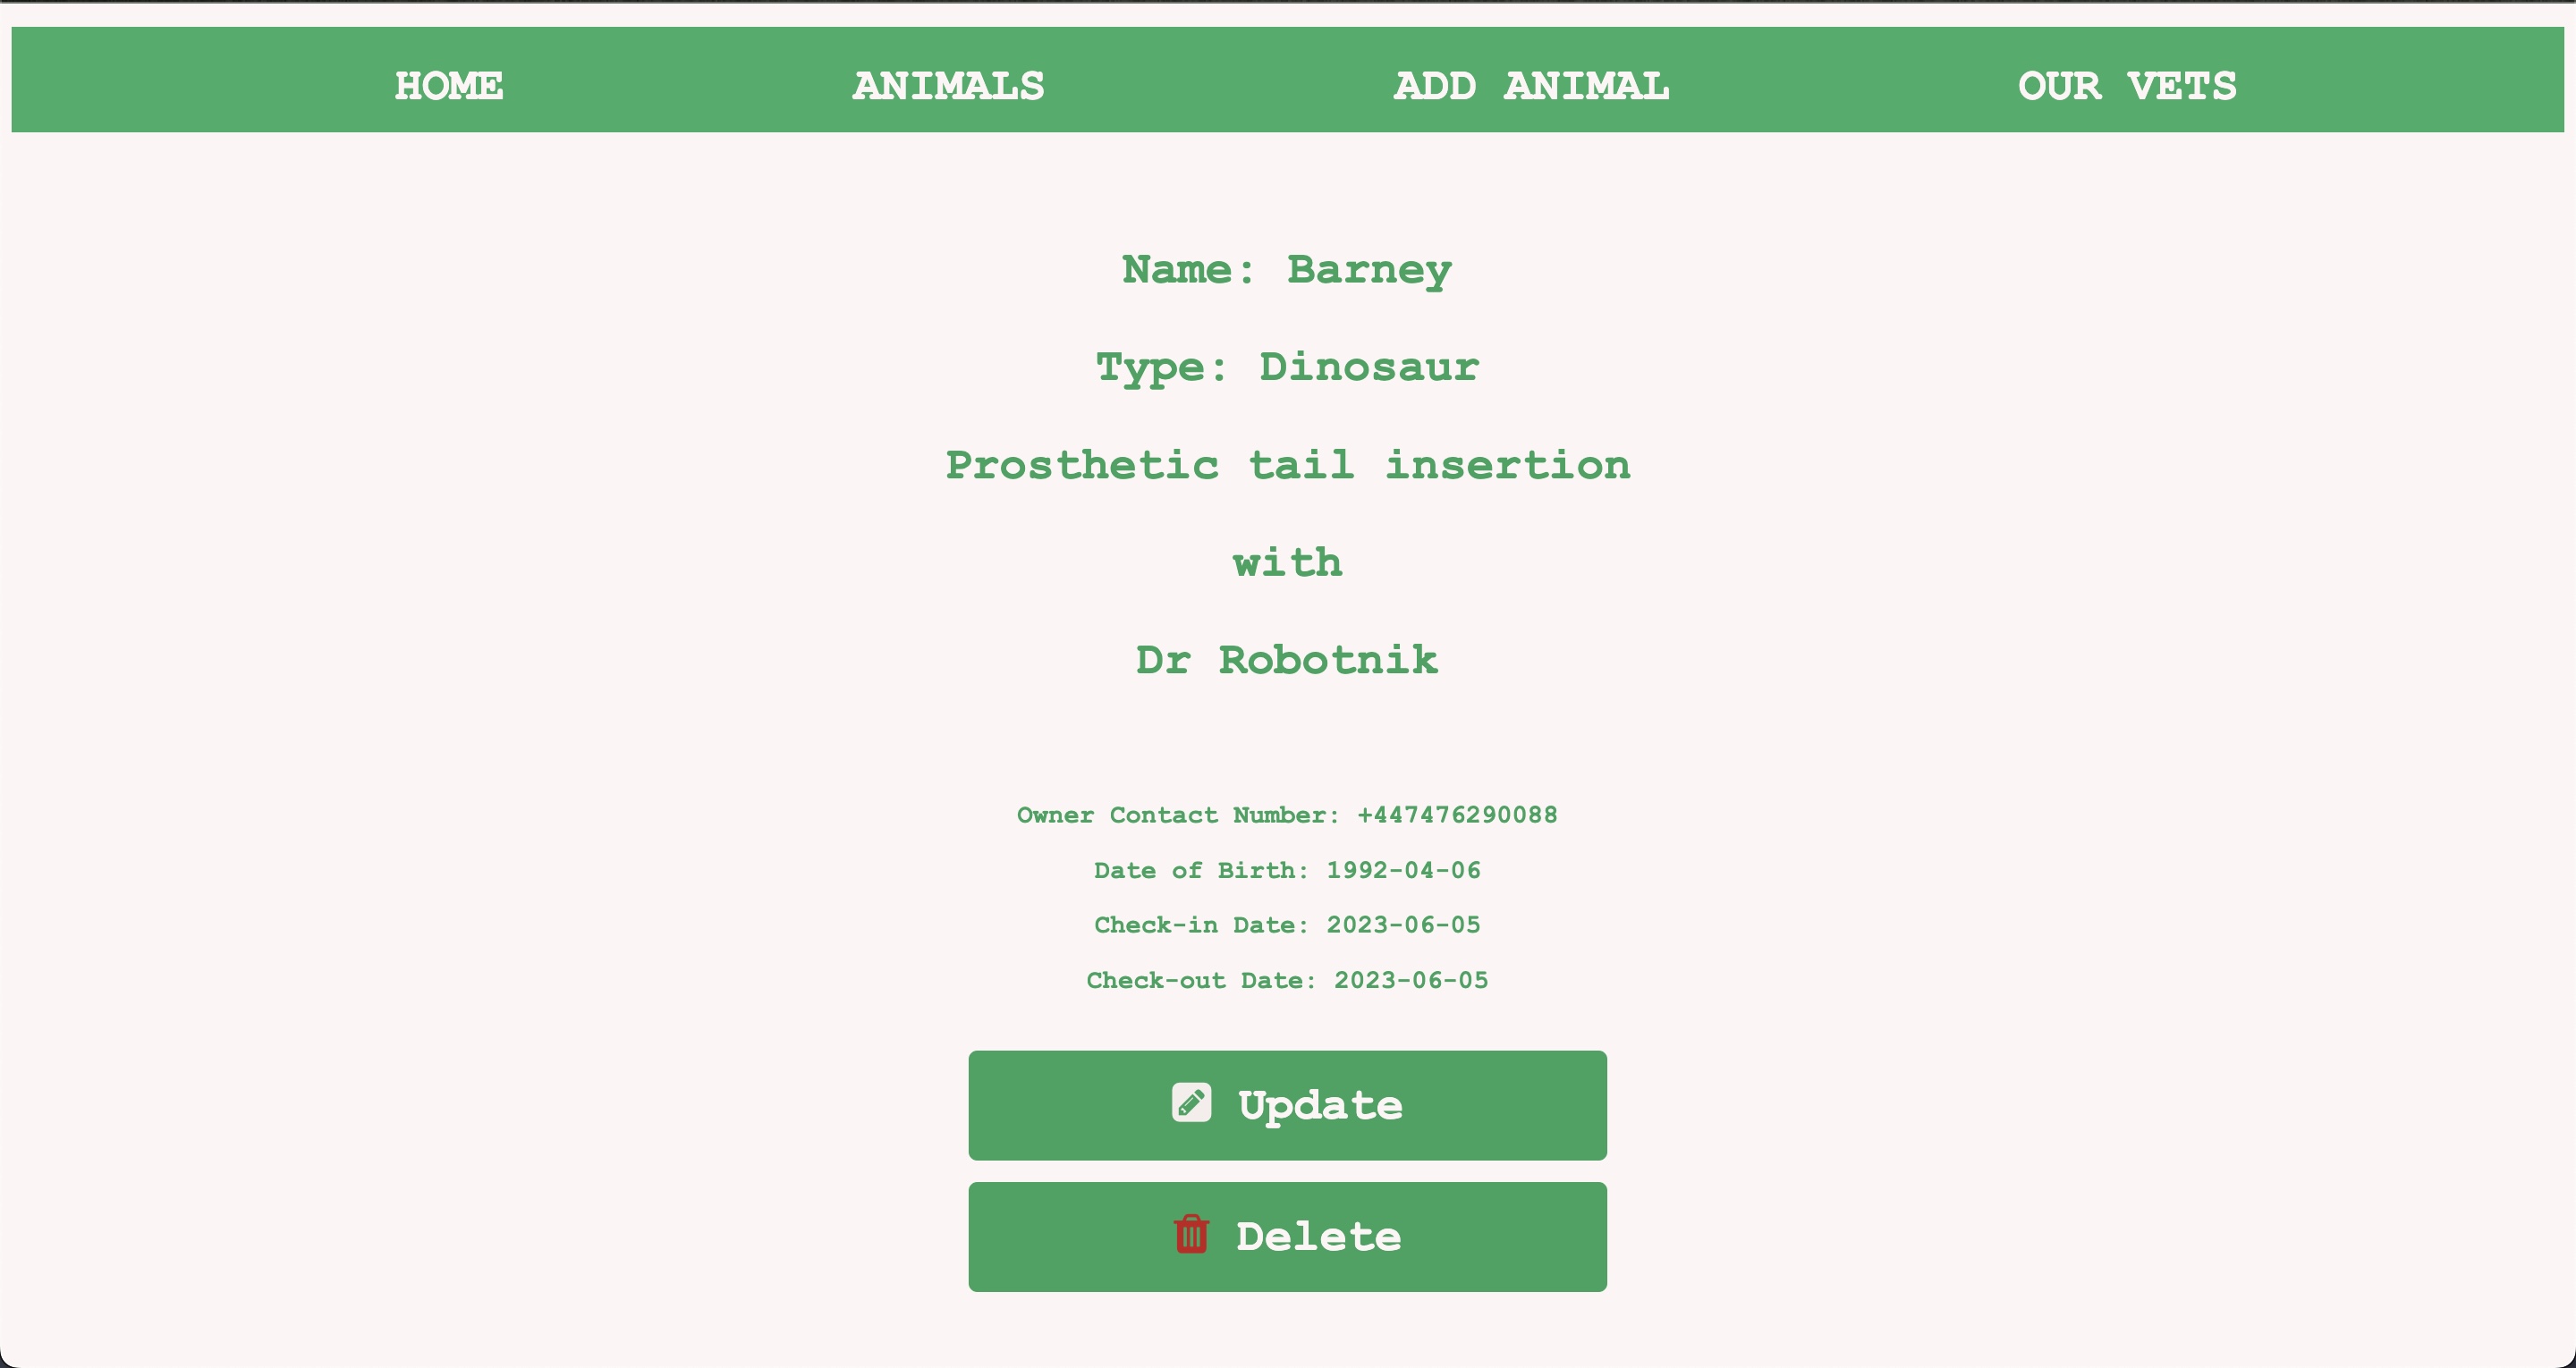 HOME ANIMALS ADD ANIMAL OUR VETS
Name: Barney
Type: Dinosaur
Prosthetic tail insertion
with
Dr Robotnik
Owner Contact Number: +447476290088
Date of Birth: 1992-04-06
Check-in Date: 2023-06-05
Check-out Date: 2023-06-05
Update
Delete